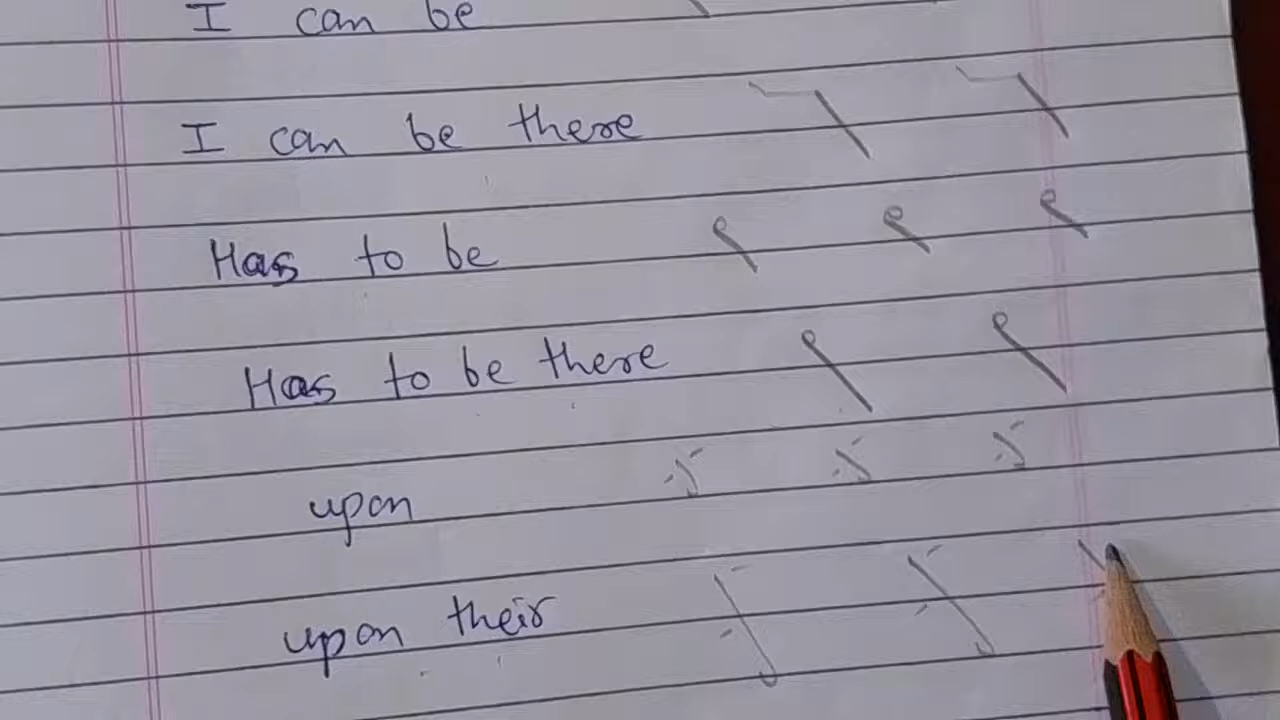 I can be
I can be there
Has to be
Has to be there
upon
upon their